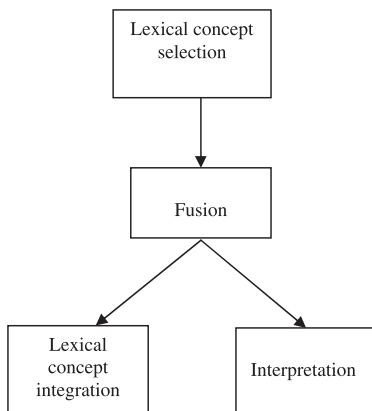 Lexical concept
selection
Fusion
Lexical
concept
integration
Interpretation